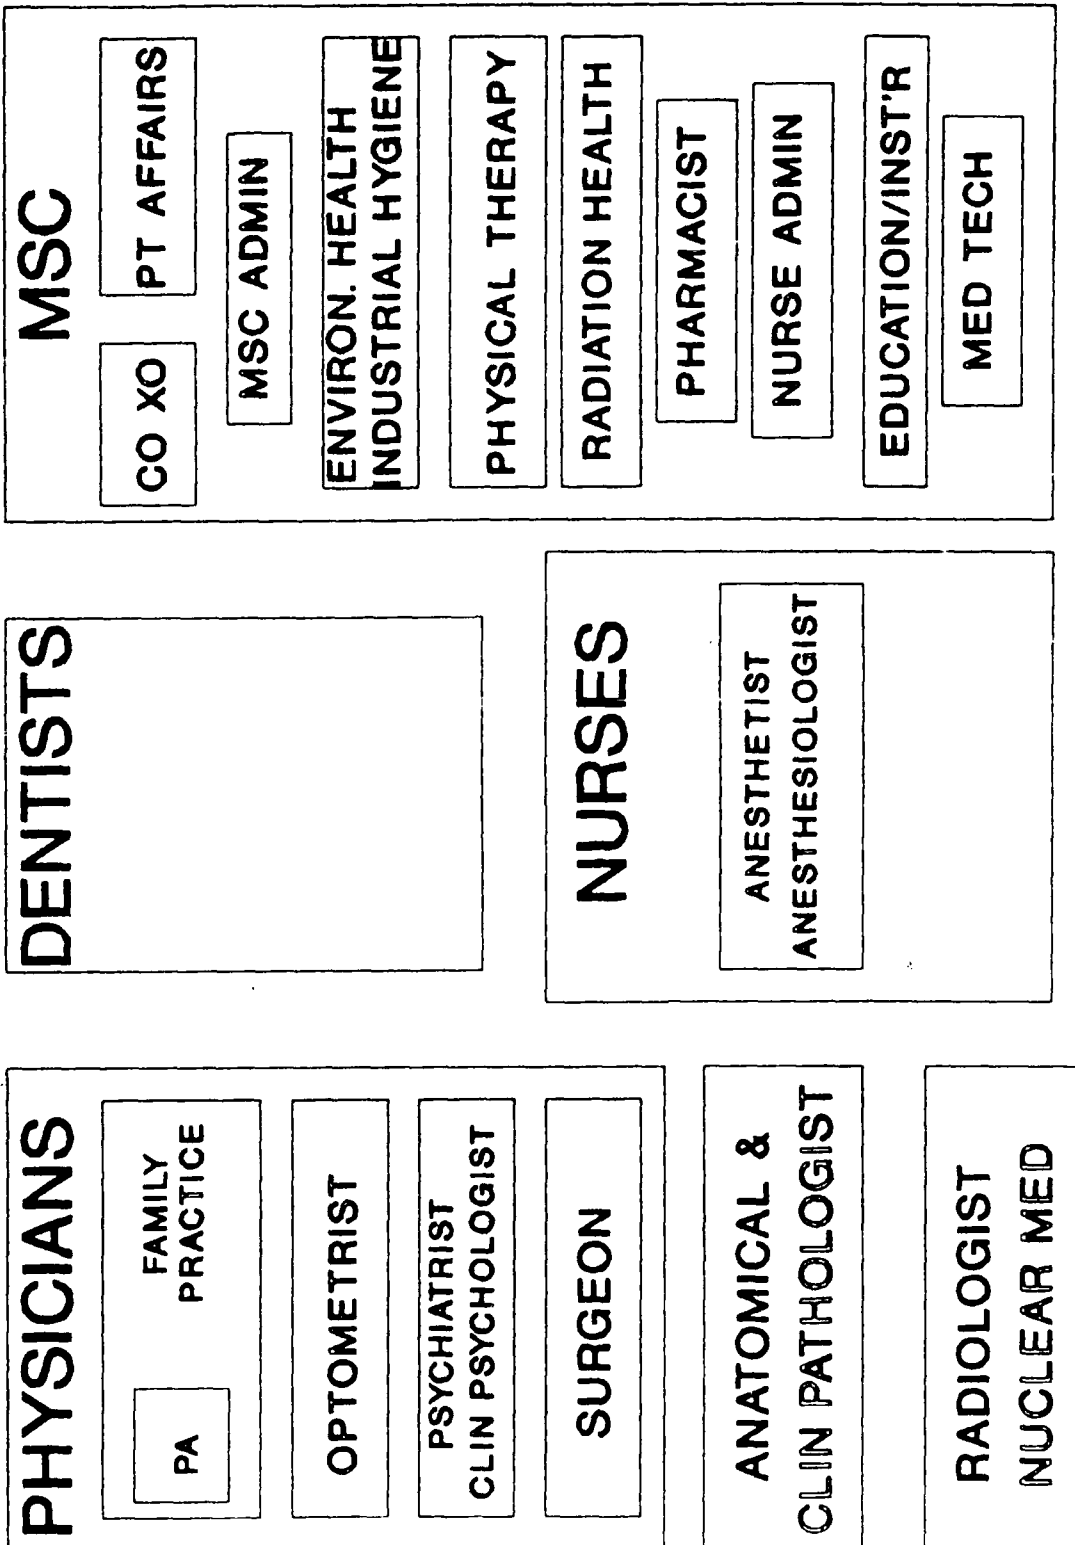 PHYSICIANS
PA
FAMILY
PRACTICE
OPTOMETRIST
PSYCHIATRIST
CLIN PSYCHOLOGIST
SURGEON
ANATOMICAL &
CLIN PATHOLOGIST
RADIOLOGIST
NUCLEAR MED
DENTISTS
NURSES
ANESTHETIST
ANESTHESIOLOGIST
MSC
CO XO
PT AFFAIRS
MSC ADMIN
ENVIRON. HEALTH
INDUSTRIAL HYGIENE
PHYSICAL THERAPY
RADIATION HEALTH
PHARMACIST
NURSE ADMIN
EDUCATION/INST'R
MED TECH